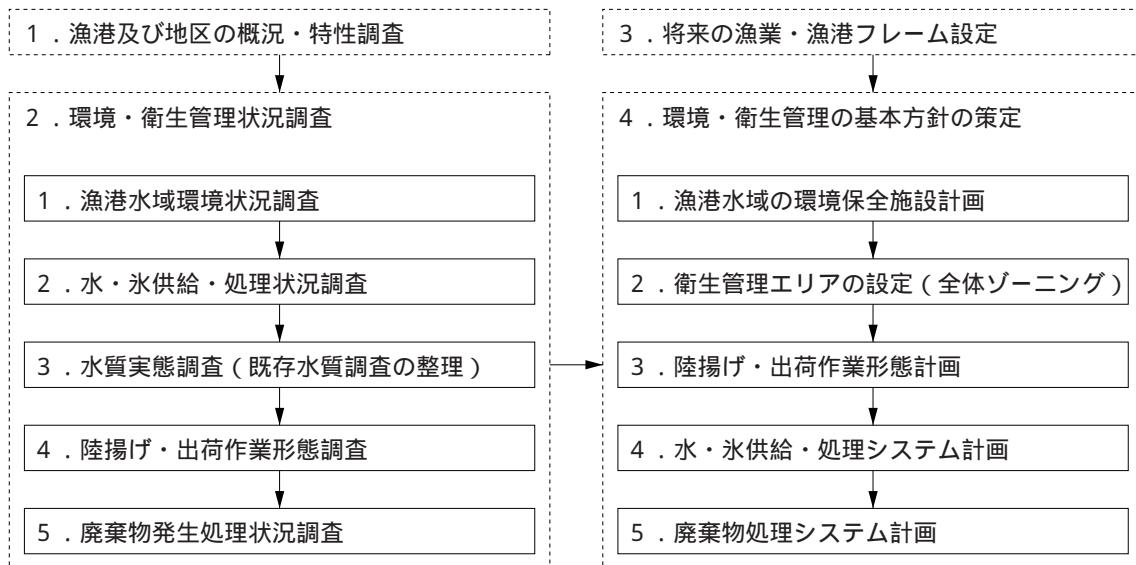 1．漁港及び地区の概況・特性調査
2．環境・衛生管理状況調査
1．漁港水域環境状況調査
2．水・氷供給・処理状況調査
3．水質実態調査（既存水質調査の整理）
4．陸揚げ・出荷作業形態調査
5．廃棄物発生処理状況調査
3．将来の漁業・漁港フレーム設定
4．環境・衛生管理の基本方針の策定
1．漁港水域の環境保全施設計画
2．衛生管理エリアの設定（全体ゾーニング）
3．陸揚げ・出荷作業形態計画
4．水・氷供給・処理システム計画
5．廃棄物処理システム計画